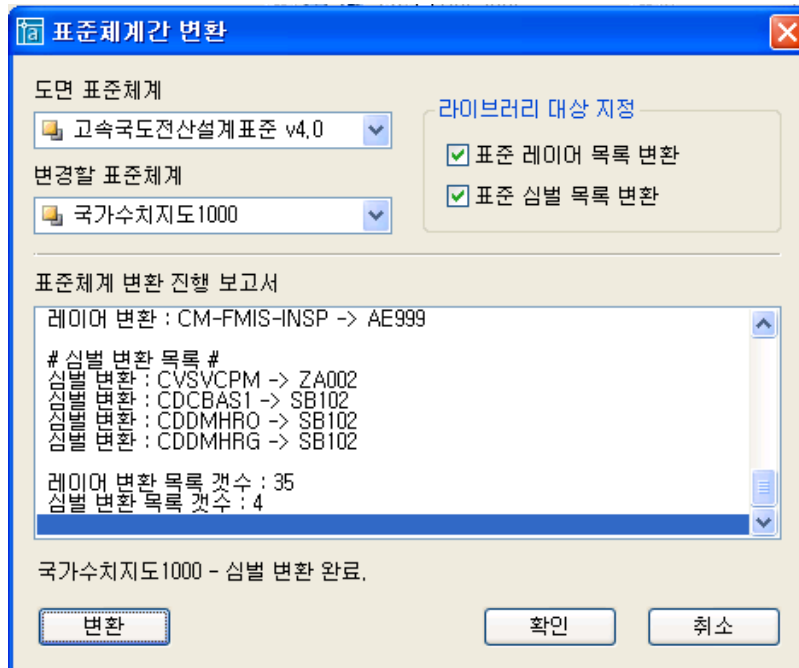 표준체계간 변환
도면 표준체계
고속국도전산설계표준 v4.0
변경할 표준체계
국가수치지도1000
라이브러리 대상 지정
표준 레이어 목록 변환
표준 심벌 목록 변환
표준체계 변환 진행 보고서
레이어 변환 : CM-FMIS-INSP -> AE999
# 심벌 변환 목록 #
심벌 변환 : CVSVCPM -> ZA002
심벌 변환 : CDCBAS1 -> SB102
심벌 변환 : CDDMHRO -> SB102
심벌 변환 : CDDMHRG -> SB102
레이어 변환 목록 갯수 : 35
심벌 변환 목록 갯수 : 4
국가수치지도1000 - 심벌 변환 완료.
변환
확인
취소